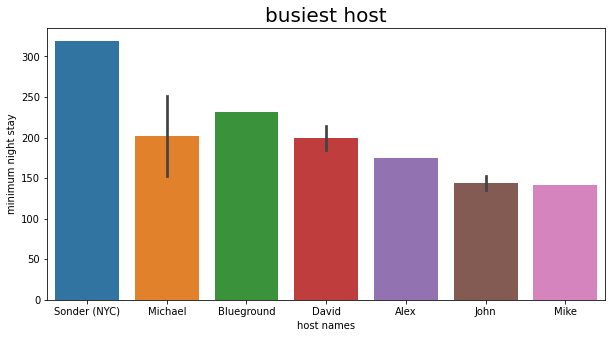 busiest host
minimum night stay
300
250
200
150
100
50
0
Sonder (NYC) Michael Blueground David Alex John Mike
host names